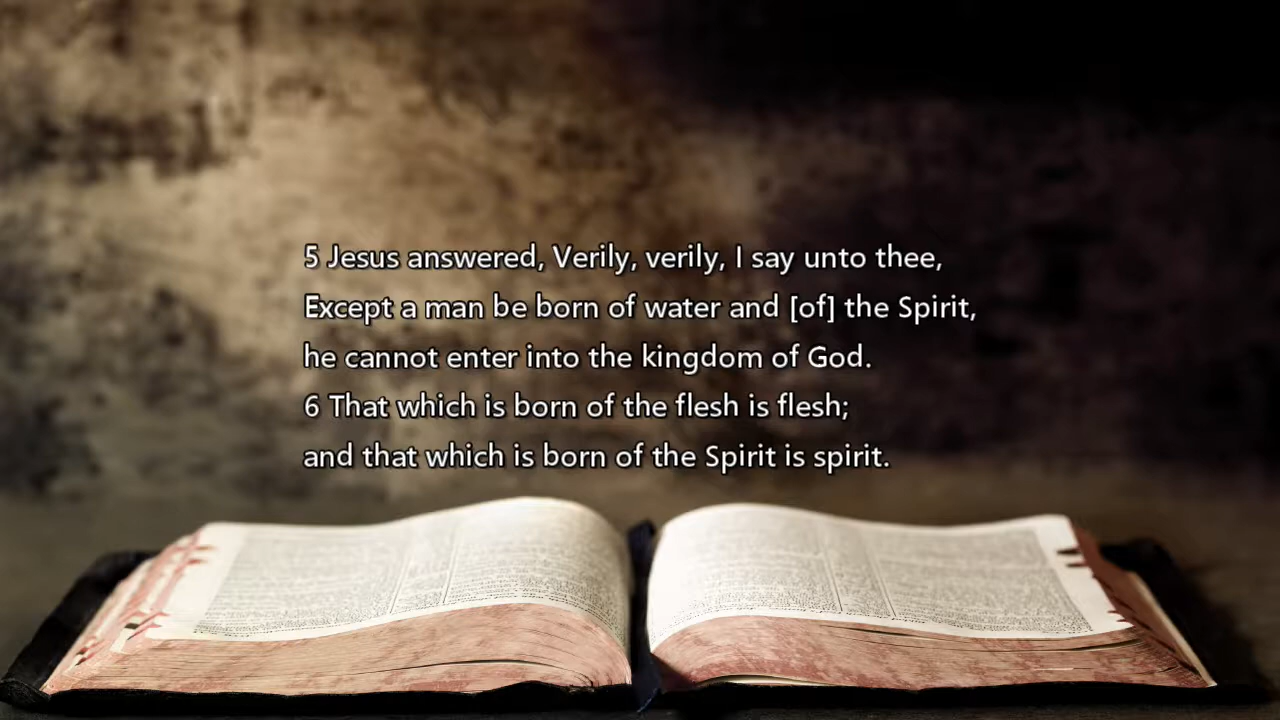 5 Jesus answered, Verily, verily, I say unto thee,
Except a man be born of water and [of] the Spirit,
he cannot enter into the kingdom of God.
6 That which is born of the flesh is flesh;
and that which is born of the Spirit is spirit.